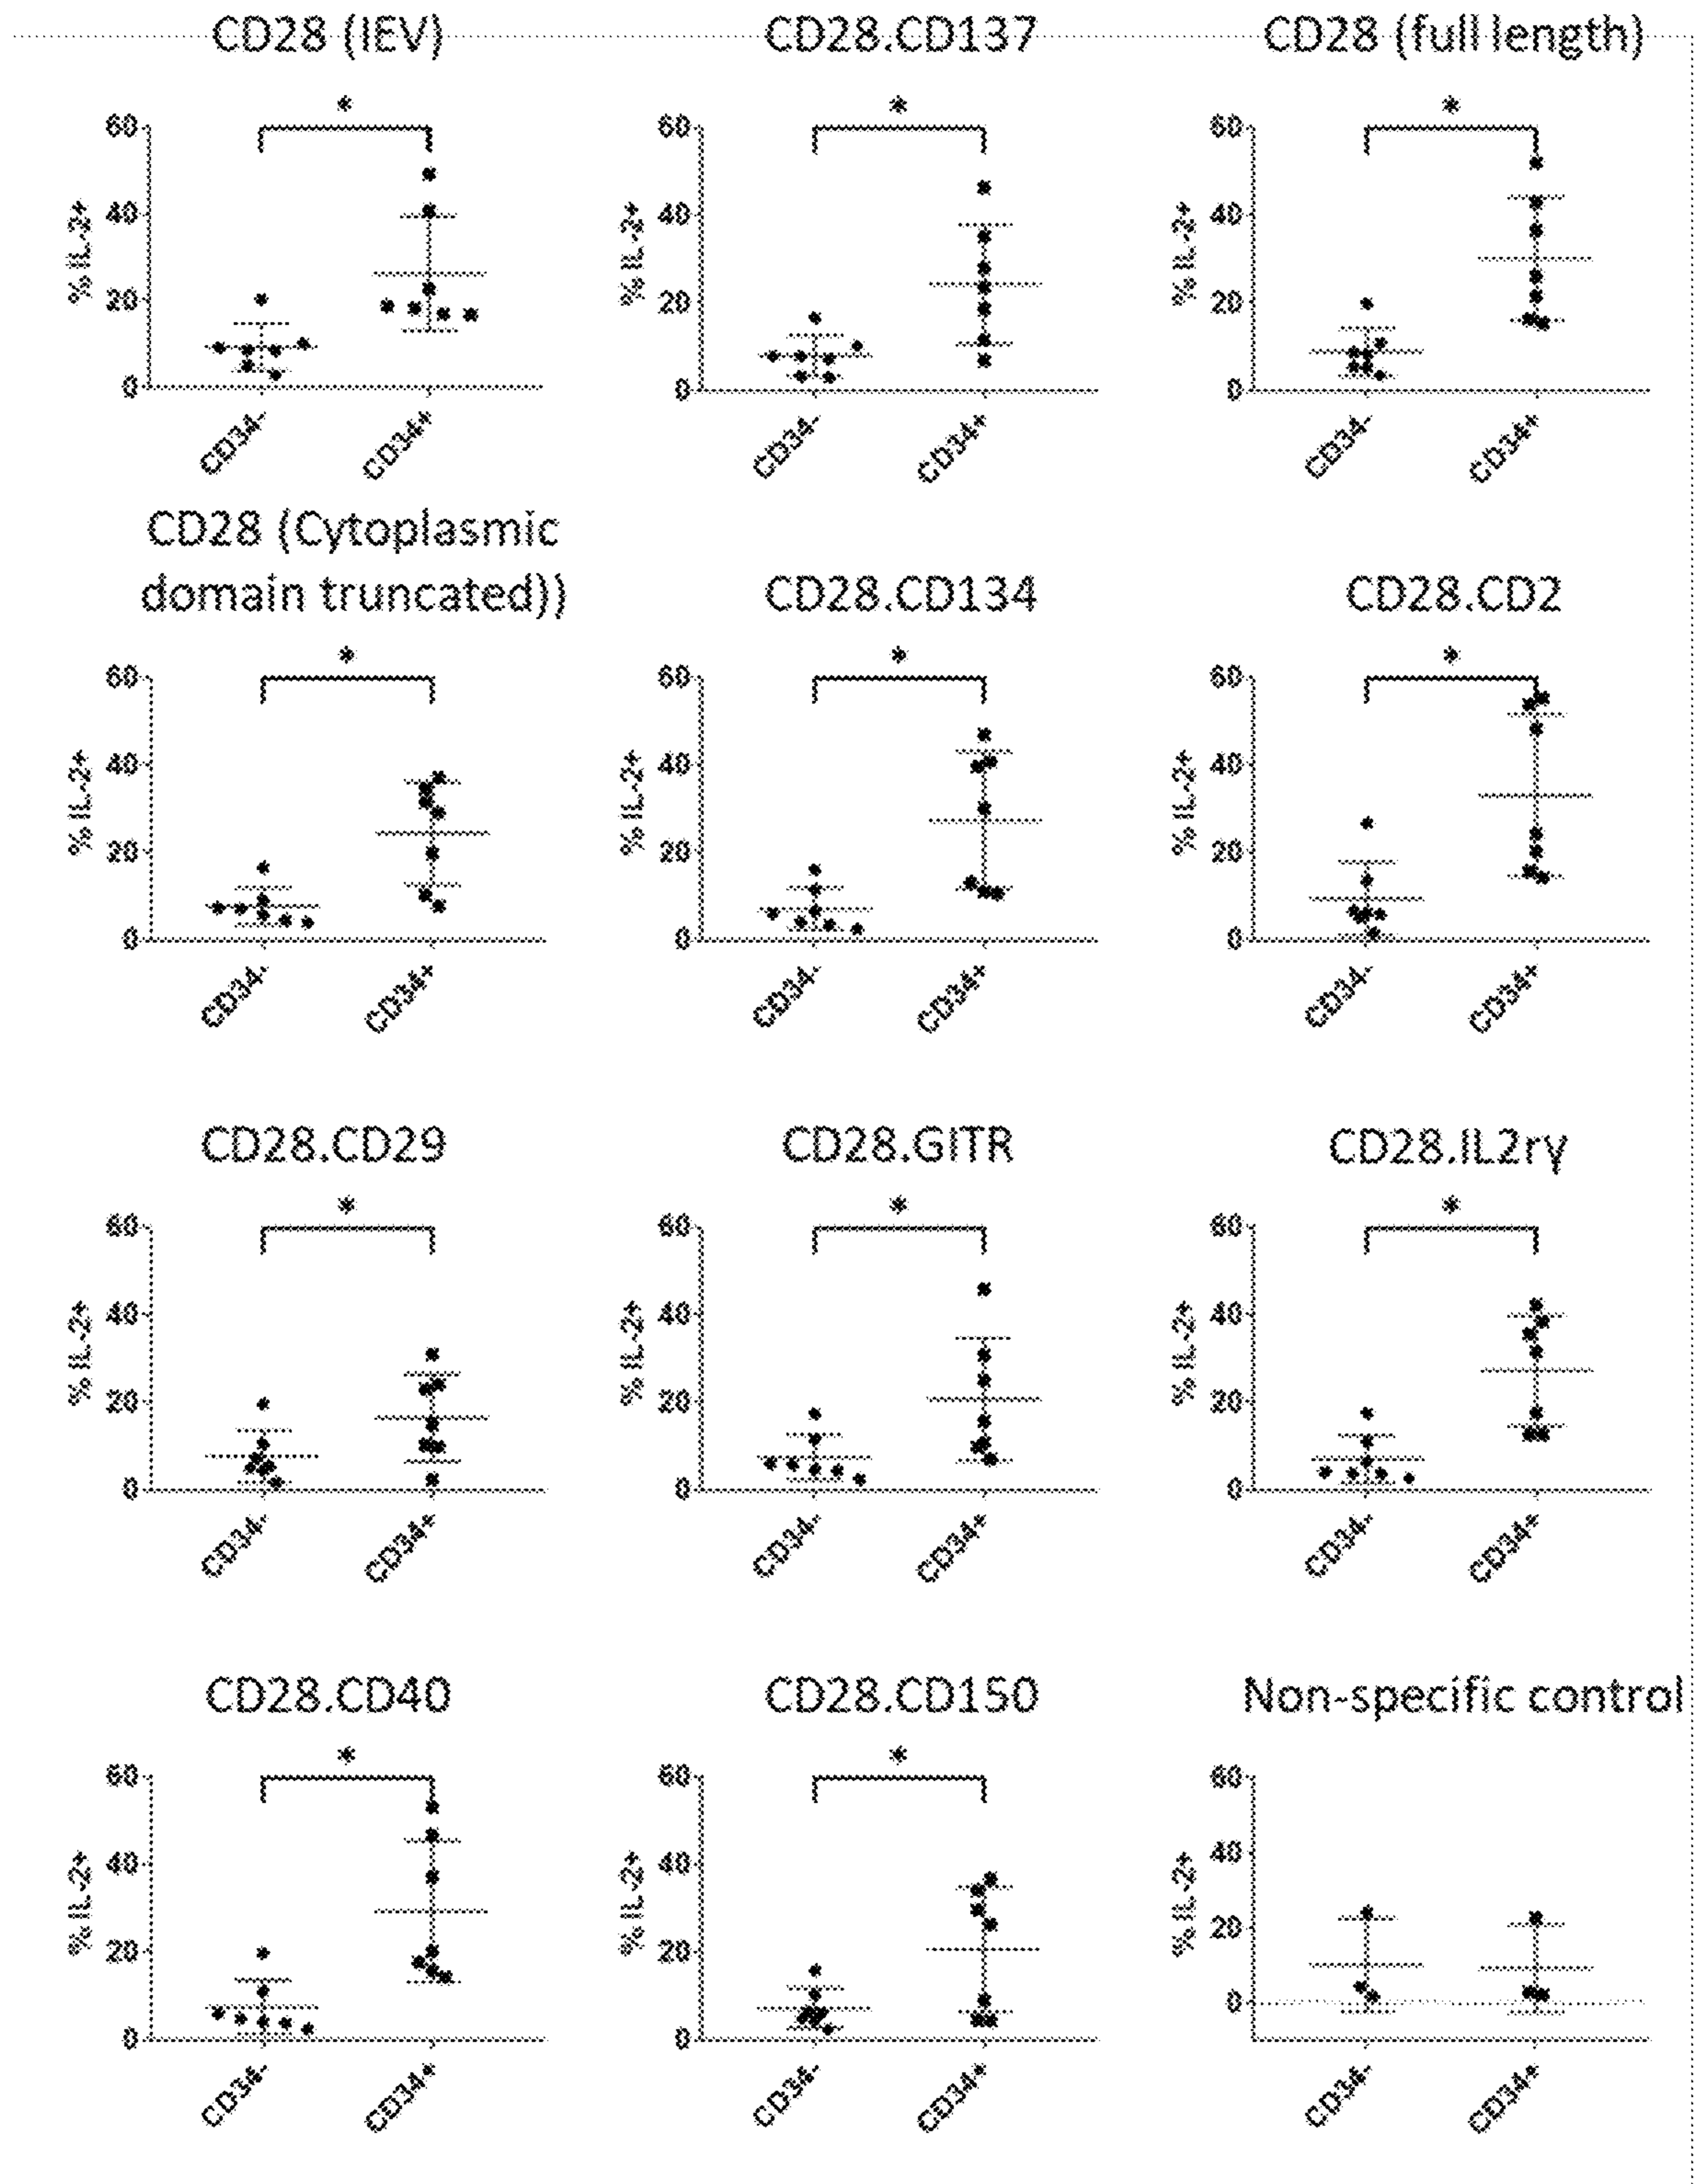 CD28 (IEV) CD28.CD137 CD28 (full length)
* * *
% IL-2+ 60 40 20 0 % IL-2+ 60 40 20 0 % IL-2+ 60 40 20 0
CD34- CD34+ CD34- CD34+ CD34- CD34+
CD28 (Cytoplasmic
domain truncated)) CD28.CD134 CD28.CD2
* * *
% IL-2+ 60 40 20 0 % IL-2+ 60 40 20 0 % IL-2+ 60 40 20 0
CD34- CD34+ CD34- CD34+ CD34- CD34+
CD28.CD29 CD28.GITR CD28.IL2rγ
* * *
% IL-2+ 60 40 20 0 % IL-2+ 60 40 20 0 % IL-2+ 60 40 20 0
CD34- CD34+ CD34- CD34+ CD34- CD34+
CD28.CD40 CD28.CD150 Non-specific control
* *
% IL-2+ 60 40 20 0 % IL-2+ 60 40 20 0 % IL-2+ 60 40 20 0
CD34- CD34+ CD34- CD34+ CD34- CD34+